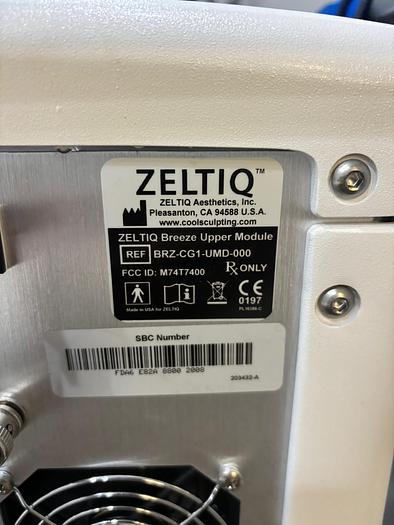 ZELTIQ™
ZELTIQ Aesthetics, Inc.
Pleasanton, CA 94588 U.S.A.
www.coolsculpting.com
ZELTIQ Breeze Upper Module
REF BRZ-CG1-UMD-000
FCC ID: M74T7400 Rx ONLY
CE
0197
Made in USA for ZELTIQ
PL16286-C
SBC Number
FDA6 E82A 8800 2008
203432-A